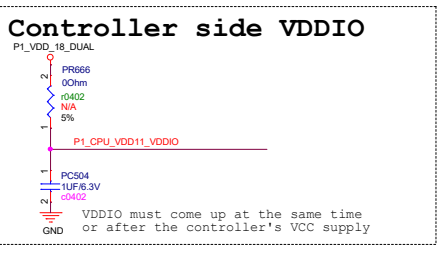 Controller side VDDIO
P1_VDD_18_DUAL
2
PR666
0Ohm
r0402
N/A
5%
1
P1_CPU_VDD11_VDDIO
1
PC504
1UF/6.3V
c0402
2
GND
VDDIO must come up at the same time
or after the controller's VCC supply